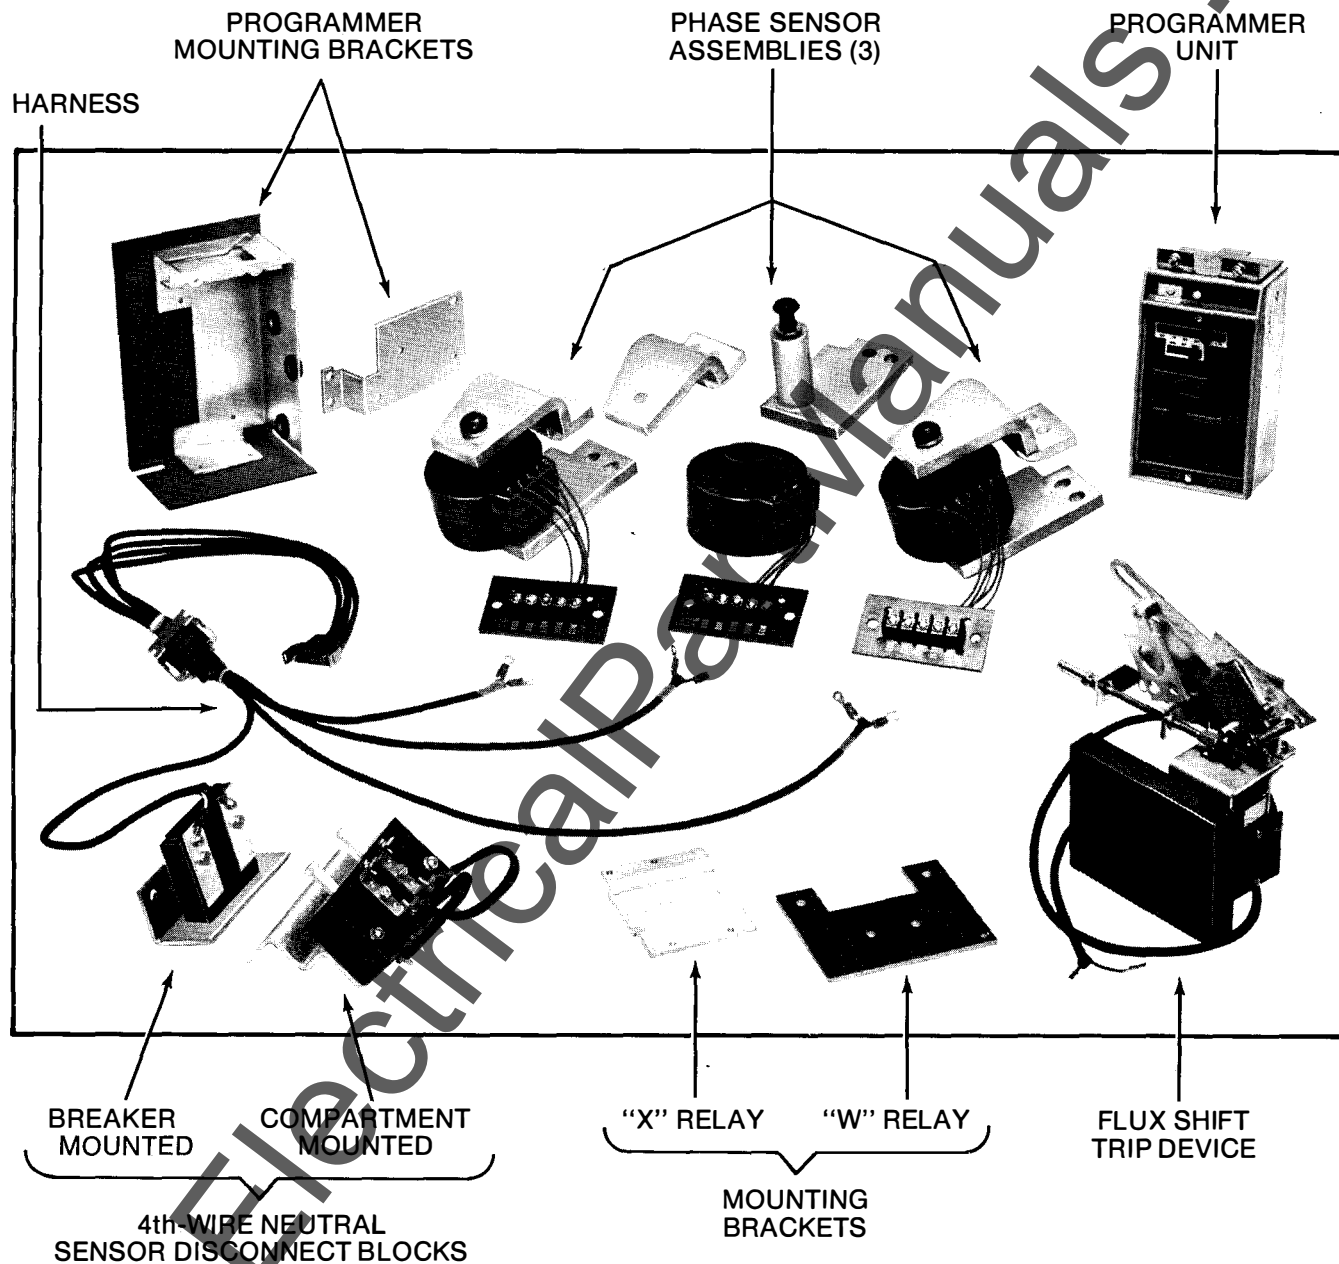 PROGRAMMER
MOUNTING BRACKETS
PHASE SENSOR
ASSEMBLIES (3)
PROGRAMMER
UNIT
HARNESS
BREAKER
MOUNTED
COMPARTMENT
MOUNTED
4th-WIRE NEUTRAL
SENSOR DISCONNECT BLOCKS
"X" RELAY
"W" RELAY
MOUNTING
BRACKETS
FLUX SHIFT
TRIP DEVICE
ElectricalPartManuals.